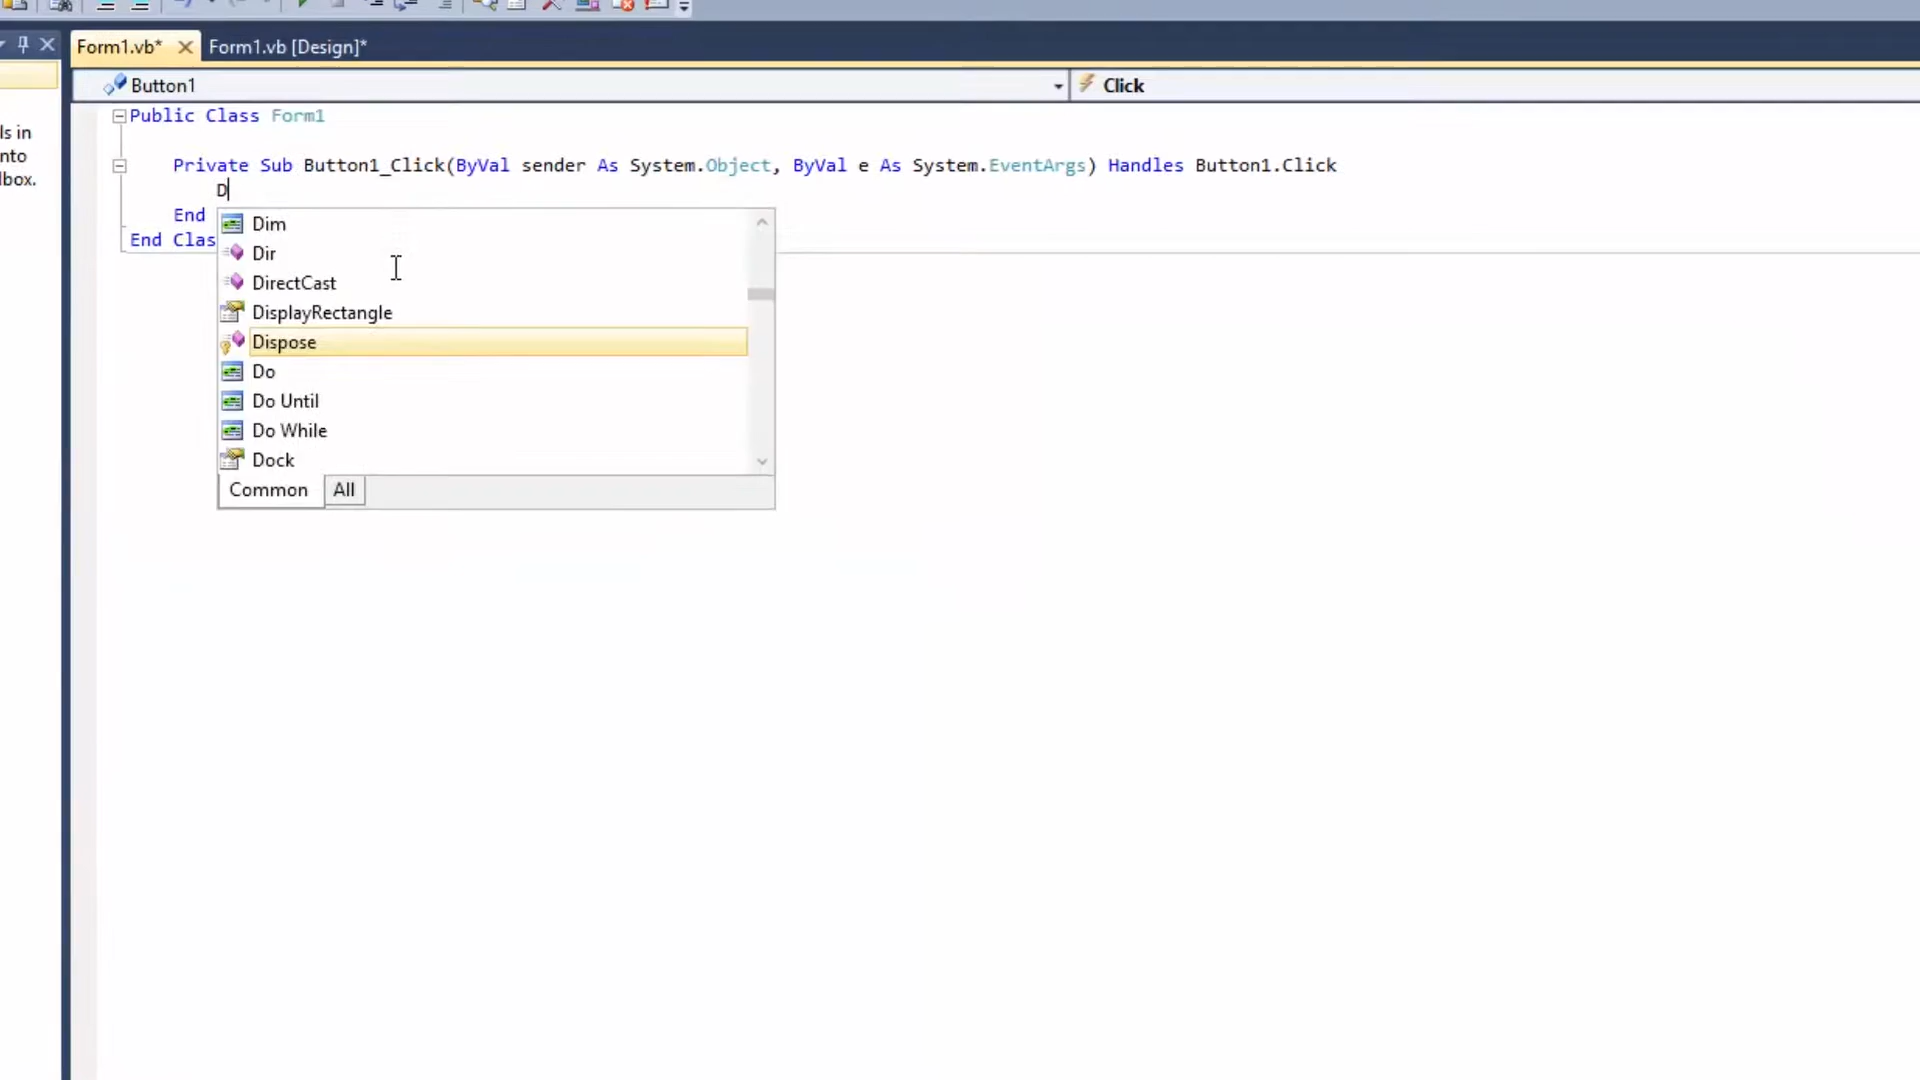 Form1.vb* Form1.vb [Design]*
Button1 Click
ls in
nto
lbox.
Public Class Form1
Private Sub Button1_Click(ByVal sender As System.Object, ByVal e As System.EventArgs) Handles Button1.Click
D
End
End Clas
Dim
Dir
DirectCast
DisplayRectangle
Dispose
Do
Do Until
Do While
Dock
Common All